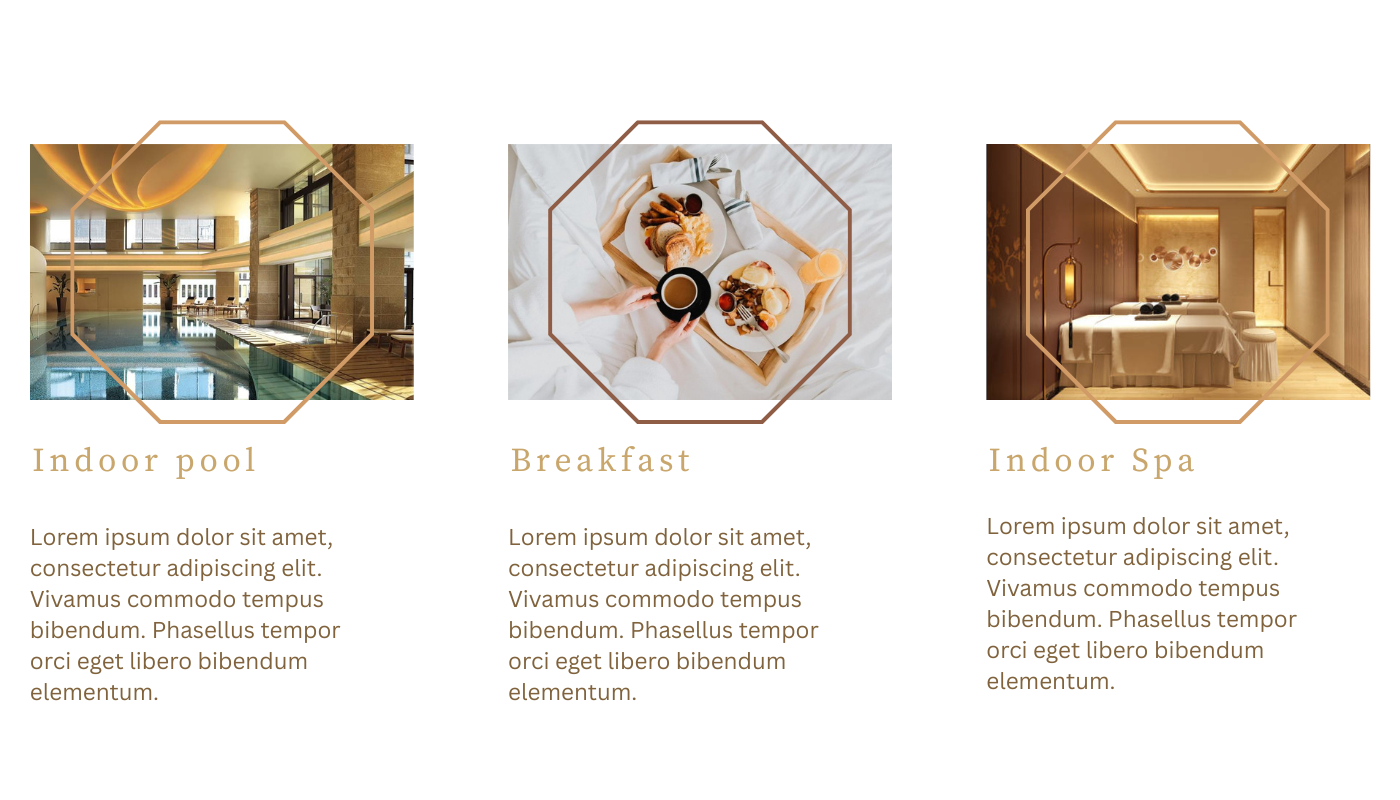 Indoor pool
Lorem ipsum dolor sit amet,
consectetur adipiscing elit.
Vivamus commodo tempus
bibendum. Phasellus tempor
orci eget libero bibendum
elementum.
Breakfast
Lorem ipsum dolor sit amet,
consectetur adipiscing elit.
Vivamus commodo tempus
bibendum. Phasellus tempor
orci eget libero bibendum
elementum.
Indoor Spa
Lorem ipsum dolor sit amet,
consectetur adipiscing elit.
Vivamus commodo tempus
bibendum. Phasellus tempor
orci eget libero bibendum
elementum.